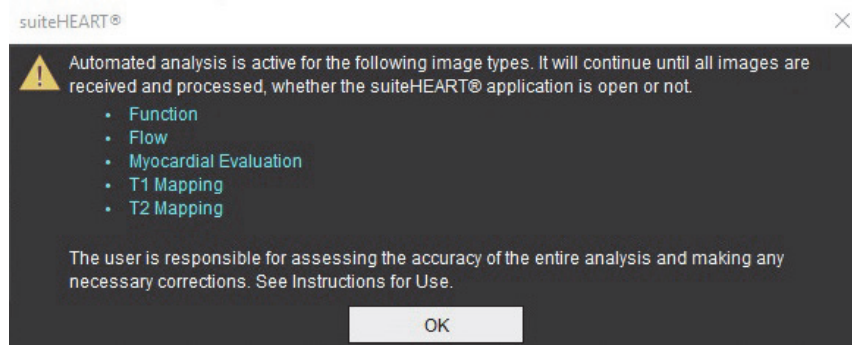 suiteHEART®
Automated analysis is active for the following image types. It will continue until all images are
received and processed, whether the suiteHEART® application is open or not.
• Function
• Flow
• Myocardial Evaluation
• T1 Mapping
• T2 Mapping
The user is responsible for assessing the accuracy of the entire analysis and making any
necessary corrections. See Instructions for Use.
OK